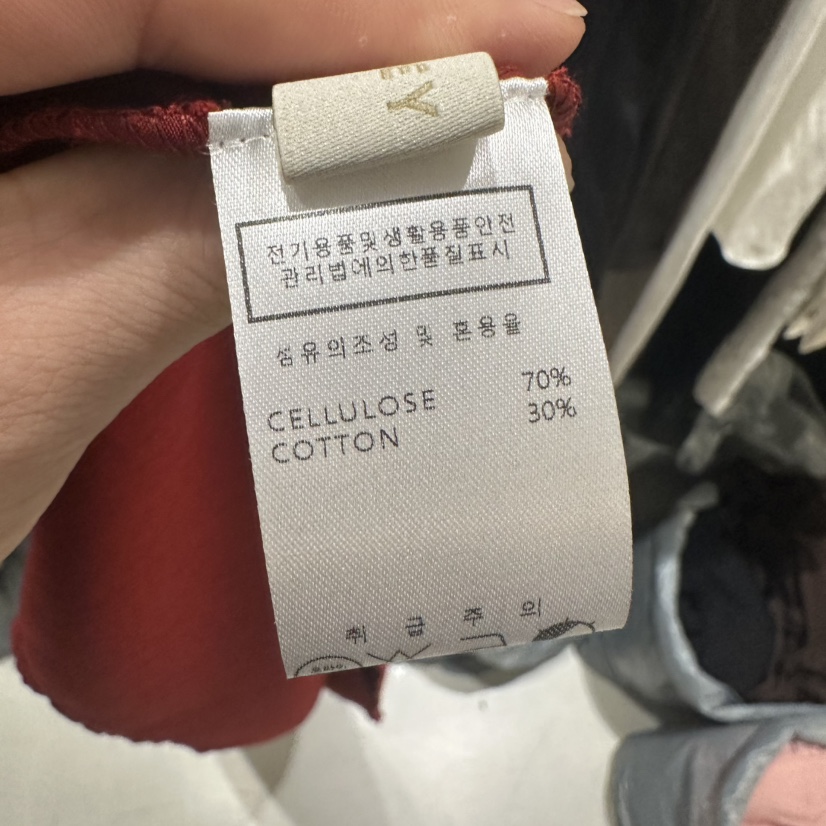 전기용품및생활용품안전
관리법에의한품질표시
섬유의조성 및 혼용율
CELLULOSE 70%
COTTON 30%
취 급 주 의